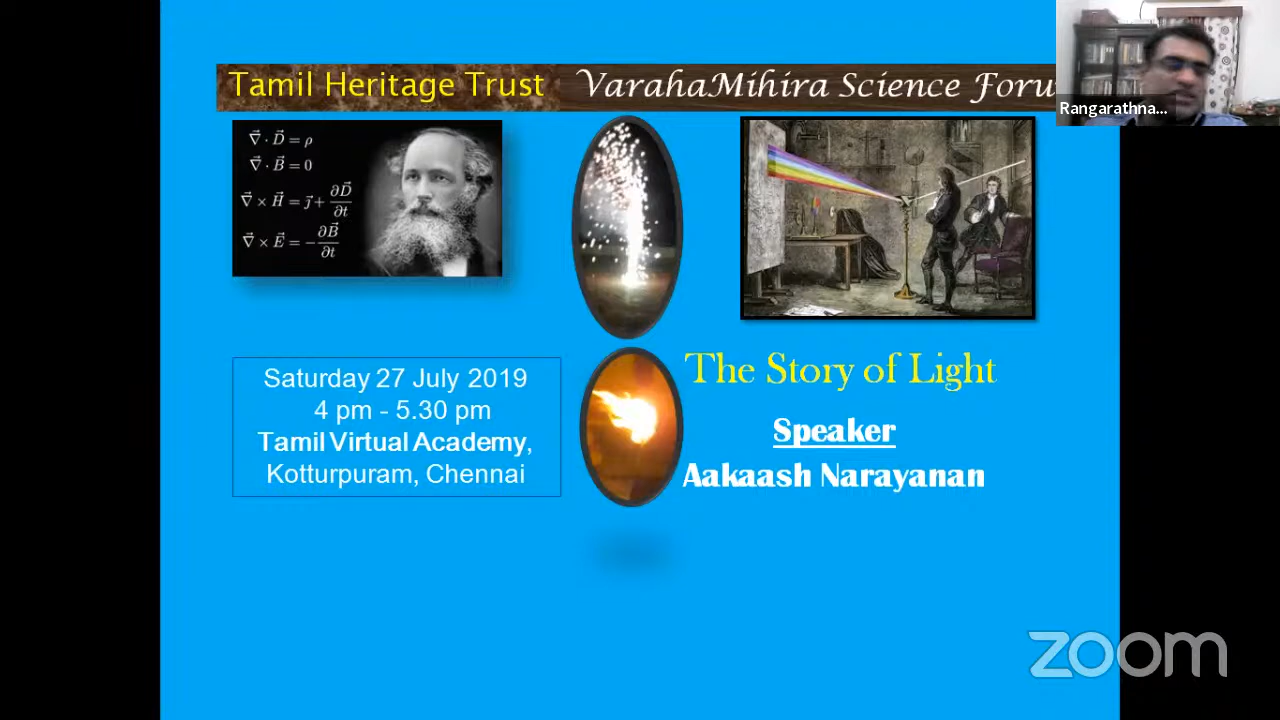 Tamil Heritage Trust VarahaMihira Science Foru
Rangarathna...
∇⃗ · D⃗ = ρ
∇⃗ · B⃗ = 0
∇⃗ × H⃗ = ȷ⃗ + ∂D⃗/∂t
∇⃗ × E⃗ = −∂B⃗/∂t
Saturday 27 July 2019
4 pm - 5.30 pm
Tamil Virtual Academy,
Kotturpuram, Chennai
The Story of Light
Speaker
Aakaash Narayanan
zoom